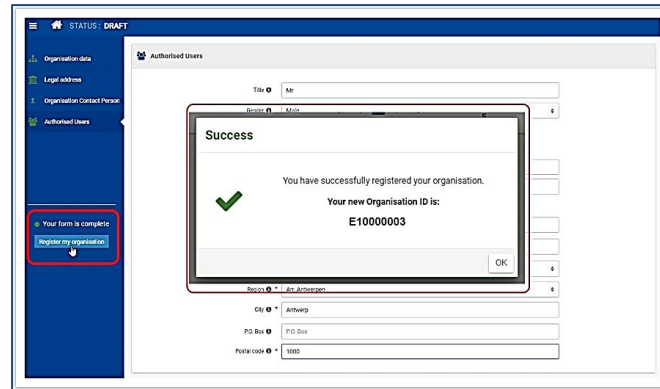 STATUS : DRAFT
Organisation data
Legal address
Organisation Contact Person
Authorised Users
Your form is complete
Register my organisation
Authorised Users
Title
Mr
Gender
Male
Success
You have successfully registered your organisation.
Your new Organisation ID is:
E10000003
OK
Region *
Arr. Antwerpen
City *
Antwerp
P.O. Box
P.O. Box
Postal code *
1000